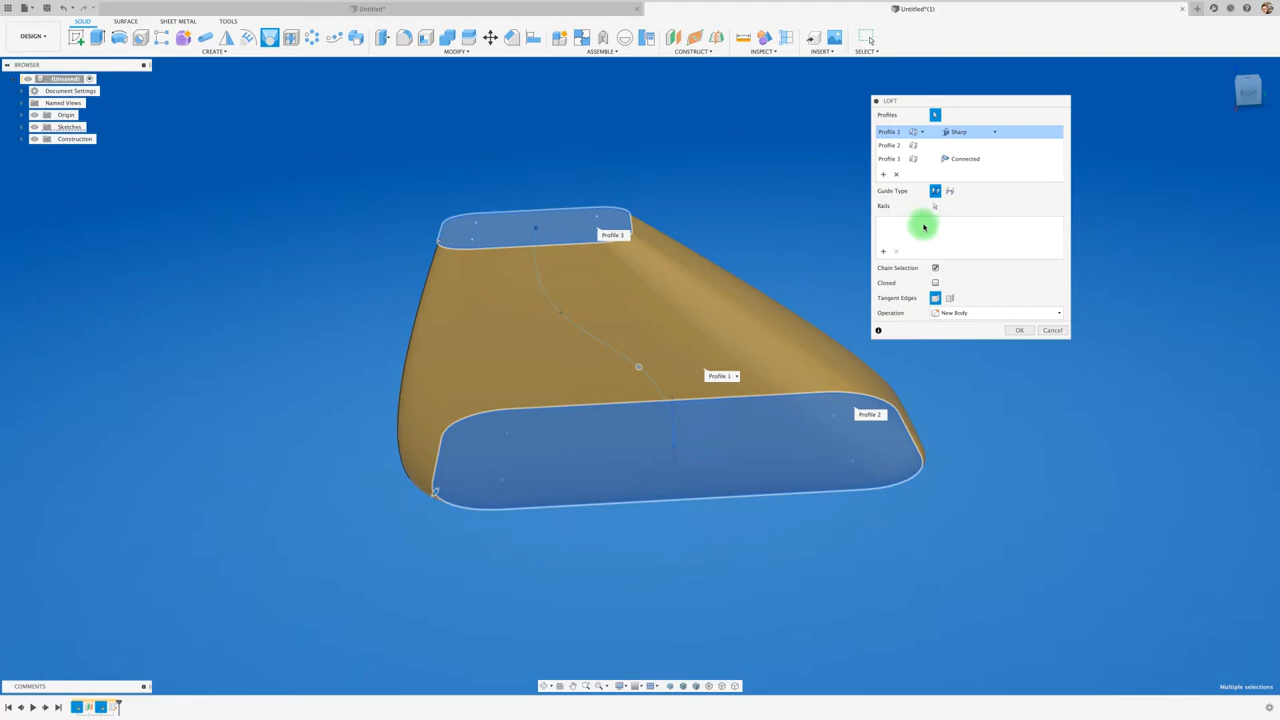 Untitled*
Untitled*(1)
SOLID
SURFACE
SHEET METAL
TOOLS
DESIGN
CREATE
MODIFY
ASSEMBLE
CONSTRUCT
INSPECT
INSERT
SELECT
BROWSER
(Unsaved)
Document Settings
Named Views
Origin
Sketches
Construction
RIGHT
LOFT
Profiles
Profile 1 Sharp
Profile 2
Profile 3 Connected
Guide Type
Rails
Chain Selection
Closed
Tangent Edges
Operation New Body
OK Cancel
Profile 3
Profile 1
Profile 2
COMMENTS
Multiple selections